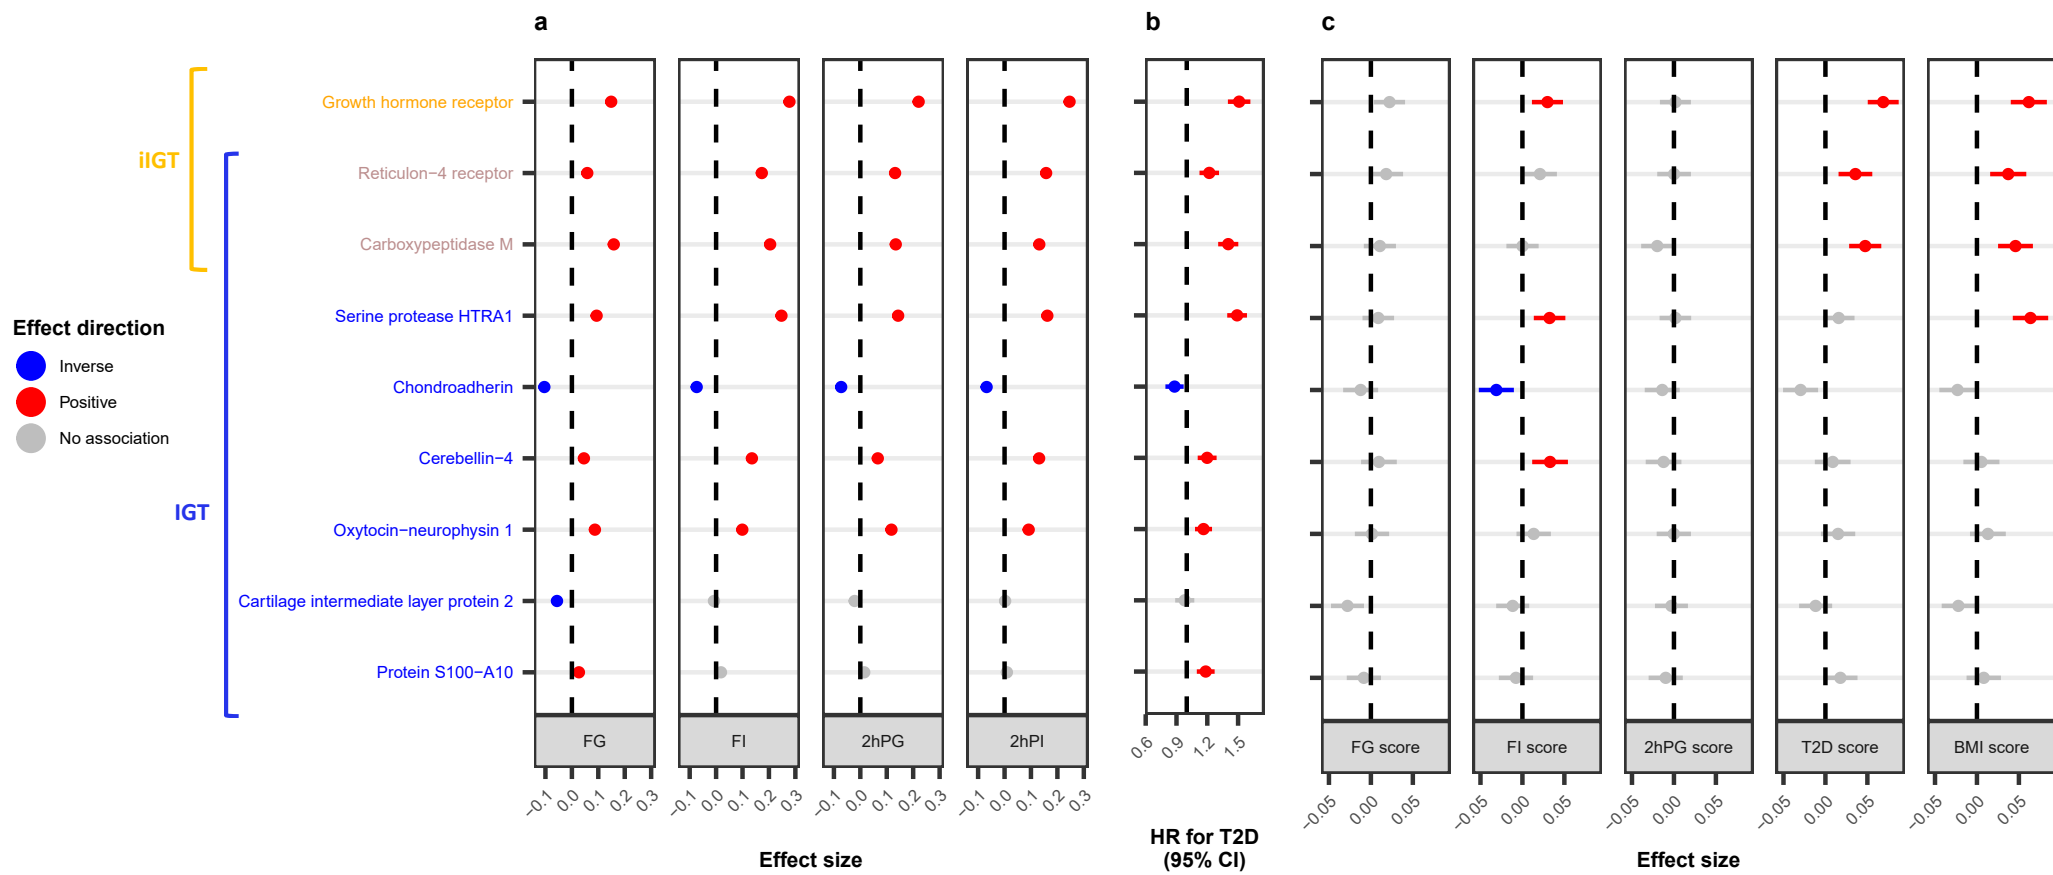 a
b
c
iIGT
IGT
Growth hormone receptor
Reticulon−4 receptor
Carboxypeptidase M
Serine protease HTRA1
Chondroadherin
Cerebellin−4
Oxytocin−neurophysin 1
Cartilage intermediate layer protein 2
Protein S100−A10
Effect direction
Inverse
Positive
No association
FG
FI
2hPG
2hPI
−0.1 0.0 0.1 0.2 0.3
−0.1 0.0 0.1 0.2 0.3
−0.1 0.0 0.1 0.2 0.3
−0.1 0.0 0.1 0.2 0.3
Effect size
0.6 0.9 1.2 1.5
HR for T2D
(95% CI)
FG score
FI score
2hPG score
T2D score
BMI score
−0.05 0.00 0.05
−0.05 0.00 0.05
−0.05 0.00 0.05
−0.05 0.00 0.05
−0.05 0.00 0.05
Effect size